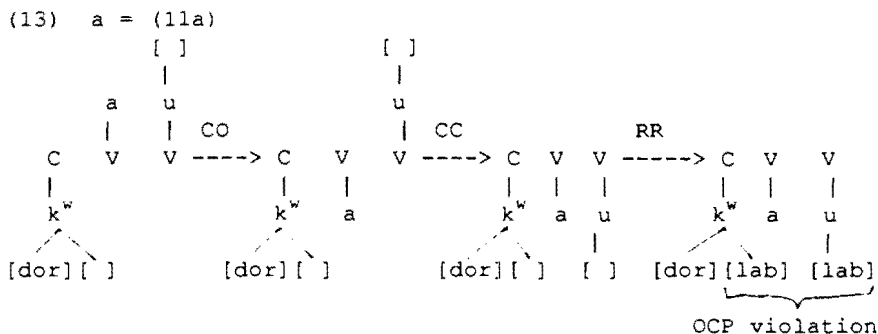 (13) a = (11a)
[ ] [ ]
a u u
CO CC RR
C V V ----> C V V ----> C V V ----> C V V
kʷ kʷ a kʷ a u kʷ a u
[dor][ ] [dor][ ] [dor][ ] [ ] [dor][lab] [lab]
OCP violation